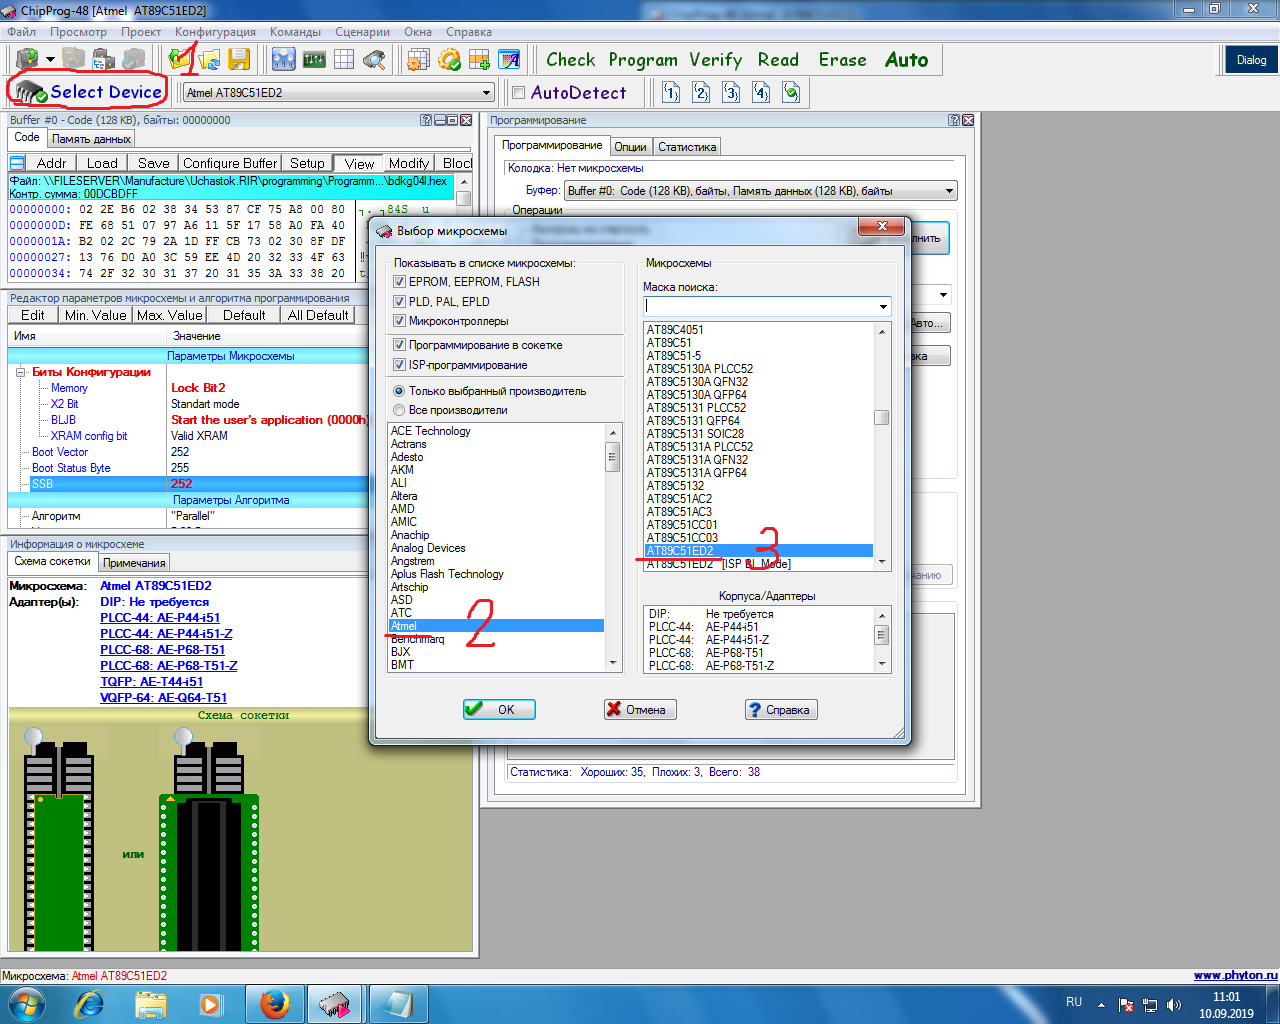 ChipProg-48 [Atmel AT89C51ED2]
Файл Просмотр Проект Конфигурация Команды Сценарии Окна Справка
1
Check Program Verify Read Erase Auto
Dialog
Select Device
Atmel AT89C51ED2
AutoDetect
1 2 3 4
Buffer #0 - Code (128 KB), байты: 00000000
Code Память данных
Addr Load Save Configure Buffer Setup View Modify Bloc
Файл: \\FILESERVER\Manufacture\Uchastok.RIR\programming\Programm...\bdkg04l.hex
Контр. сумма: 00DCBDFF
00000000: 02 2E B6 02 38 34 53 87 CF 75 A8 00 80
0000000D: FE 68 51 07 97 A6 11 5F 17 58 A0 FA 40
0000001A: B2 02 2C 79 2A 1D FF CB 73 02 30 8F DF
00000027: 13 76 D0 A0 3C 59 EE 4D 20 32 33 4F 63
00000034: 74 2F 32 30 31 37 20 31 35 3A 33 38 20
Редактор параметров микросхемы и алгоритма программирования
Edit Min. Value Max. Value Default All Default
Имя Значение
Параметры Микросхемы
Биты Конфигурации
Memory Lock Bit2
X2 Bit Standart mode
BLJB Start the user's application (0000h)
XRAM config bit Valid XRAM
Boot Vector 252
Boot Status Byte 255
SSB 252
Параметры Алгоритма
Алгоритм "Parallel"
Информация о микросхеме
Схема сокетки Примечания
Микросхема: Atmel AT89C51ED2
Адаптер(ы): DIP: Не требуется
PLCC-44: AE-P44-i51
PLCC-44: AE-P44-i51-Z
PLCC-68: AE-P68-T51
PLCC-68: AE-P68-T51-Z
TQFP: AE-T44-i51
VQFP-64: AE-Q64-T51
Схема сокетки
или
Программирование
Программирование Опции Статистика
Колодка: Нет микросхемы
Буфер: Buffer #0: Code (128 KB), байты, Память данных (128 KB), байты
Операции
Авто...
Статистика: Хороших: 35, Плохих: 3, Всего: 38
Выбор микросхемы
Показывать в списке микросхемы:
EPROM, EEPROM, FLASH
PLD, PAL, EPLD
Микроконтроллеры
Программирование в сокетке
ISP-программирование
Только выбранный производитель
Все производители
ACE Technology
Actrans
Adesto
AKM
ALI
Altera
AMD
AMIC
Anachip
Analog Devices
Angstrem
Aplus Flash Technology
Artschip
ASD
ATC
Atmel
2
Benchmarq
BJX
BMT
Микросхемы
Маска поиска:
AT89C4051
AT89C51
AT89C51-5
AT89C5130A PLCC52
AT89C5130A QFN32
AT89C5130A QFP64
AT89C5131 PLCC52
AT89C5131 QFP64
AT89C5131 SOIC28
AT89C5131A PLCC52
AT89C5131A QFN32
AT89C5131A QFP64
AT89C5132
AT89C51AC2
AT89C51AC3
AT89C51CC01
AT89C51CC03
AT89C51ED2
3
AT89C51ED2 [ISP BL Mode]
Корпуса/Адаптеры
DIP: Не требуется
PLCC-44: AE-P44-i51
PLCC-44: AE-P44-i51-Z
PLCC-68: AE-P68-T51
PLCC-68: AE-P68-T51-Z
OK Отмена Справка
Микросхема: Atmel AT89C51ED2
www.phyton.ru
RU
11:01
10.09.2019